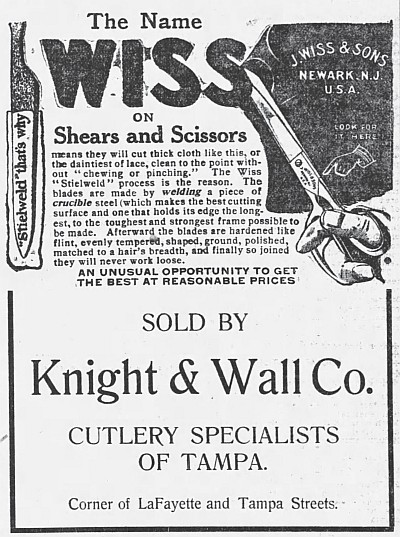 The Name
WISS
ON
Shears and Scissors
means they will cut thick cloth like this, or
the daintiest of lace, clean to the point with-
out "chewing or pinching." The Wiss
"Stielweld" process is the reason. The
blades are made by welding a piece of
crucible steel (which makes the best cutting
surface and one that holds its edge the long-
est, to the toughest and strongest frame possible to
be made. Afterward the blades are hardened like
flint, evenly tempered, shaped, ground, polished,
matched to a hair's breadth, and finally so joined
they will never work loose.
AN UNUSUAL OPPORTUNITY TO GET
THE BEST AT REASONABLE PRICES
"Stielweld" that's why
J. WISS & SONS
NEWARK. N.J.
U.S.A.
LOOK FOR
IT HERE
SOLD BY
Knight & Wall Co.
CUTLERY SPECIALISTS
OF TAMPA.
Corner of LaFayette and Tampa Streets.